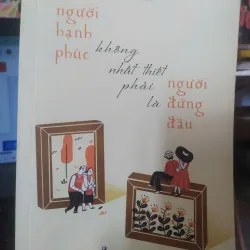 người
hạnh
phúc
không
nhất thiết
phải
là
người
đứng
đầu